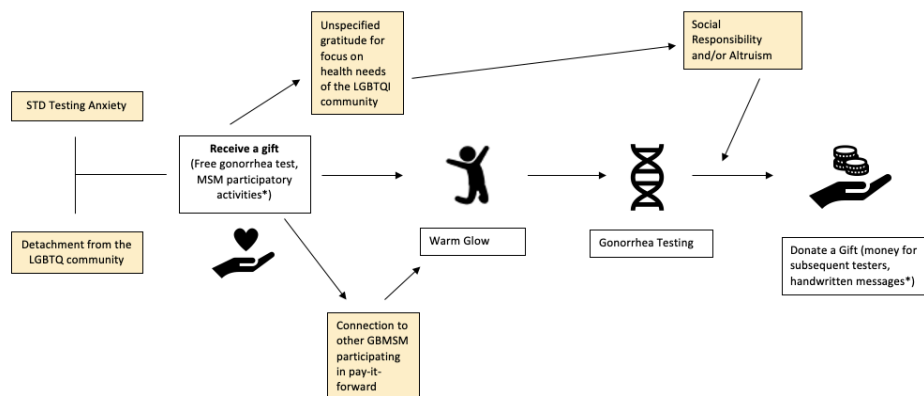 Unspecified
gratitude for
focus on
health needs
of the LGBTQI
community
Social
Responsibility
and/or Altruism
STD Testing Anxiety
Receive a gift
(Free gonorrhea test,
MSM participatory
activities*)
Detachment from the
LGBTQ community
Warm Glow
Gonorrhea Testing
Donate a Gift (money for
subsequent testers,
handwritten messages*)
Connection to
other GBMSM
participating
in pay-it-
forward